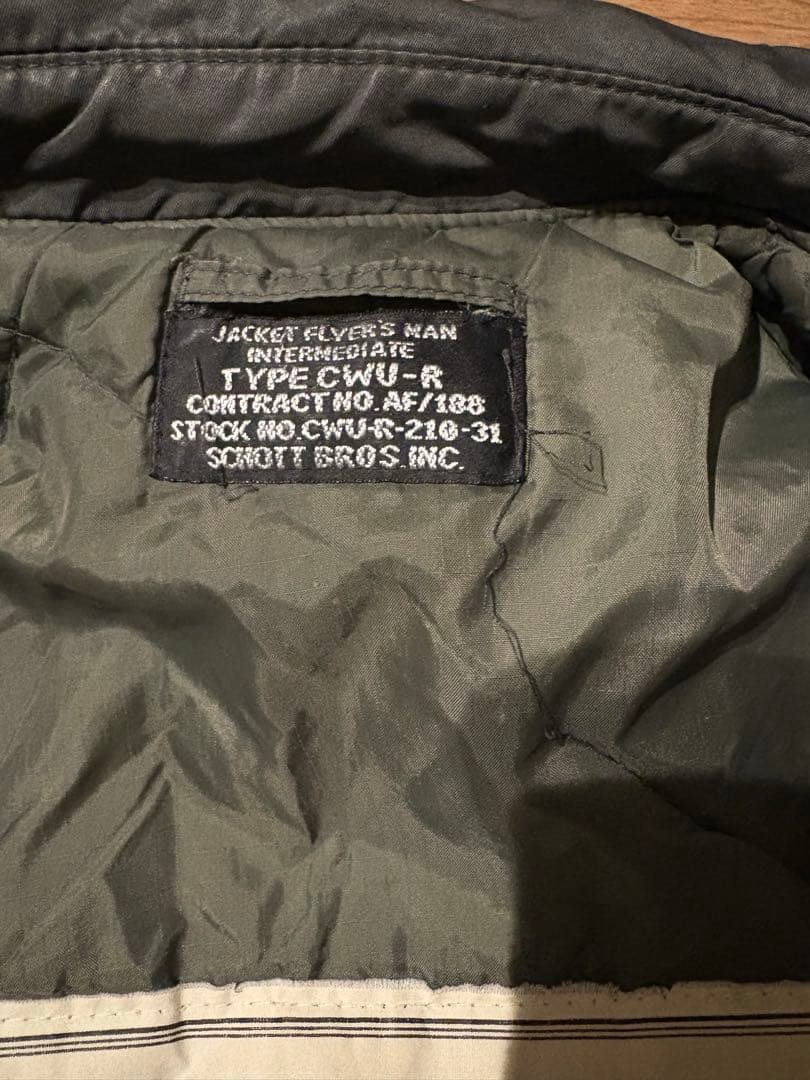 JACKET FLYER'S MAN
INTERMEDIATE
TYPE CWU-R
CONTRACT NO. AF/188
STOCK NO. CWU-R-210-31
SCHOTT BROS. INC.